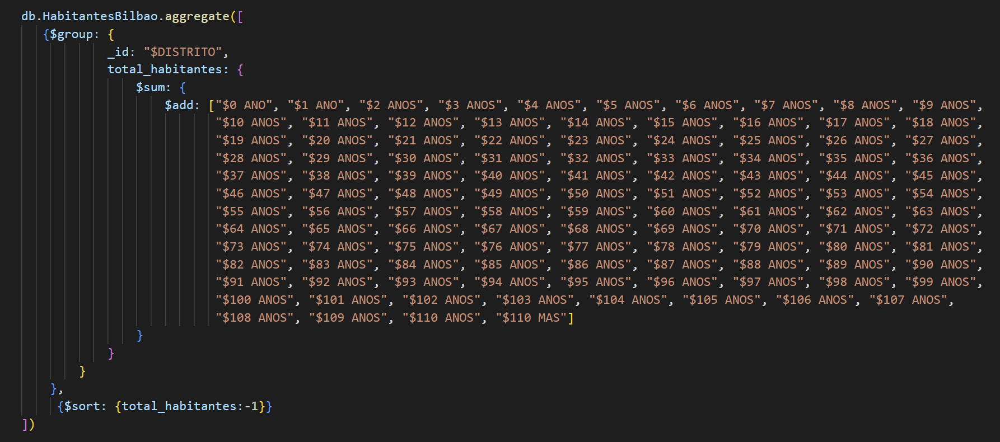 db.HabitantesBilbao.aggregate([
{$group: {
_id: "$DISTRITO",
total_habitantes: {
$sum: {
$add: ["$0 ANO", "$1 ANO", "$2 ANOS", "$3 ANOS", "$4 ANOS", "$5 ANOS", "$6 ANOS", "$7 ANOS", "$8 ANOS", "$9 ANOS",
"$10 ANOS", "$11 ANOS", "$12 ANOS", "$13 ANOS", "$14 ANOS", "$15 ANOS", "$16 ANOS", "$17 ANOS", "$18 ANOS",
"$19 ANOS", "$20 ANOS", "$21 ANOS", "$22 ANOS", "$23 ANOS", "$24 ANOS", "$25 ANOS", "$26 ANOS", "$27 ANOS",
"$28 ANOS", "$29 ANOS", "$30 ANOS", "$31 ANOS", "$32 ANOS", "$33 ANOS", "$34 ANOS", "$35 ANOS", "$36 ANOS",
"$37 ANOS", "$38 ANOS", "$39 ANOS", "$40 ANOS", "$41 ANOS", "$42 ANOS", "$43 ANOS", "$44 ANOS", "$45 ANOS",
"$46 ANOS", "$47 ANOS", "$48 ANOS", "$49 ANOS", "$50 ANOS", "$51 ANOS", "$52 ANOS", "$53 ANOS", "$54 ANOS",
"$55 ANOS", "$56 ANOS", "$57 ANOS", "$58 ANOS", "$59 ANOS", "$60 ANOS", "$61 ANOS", "$62 ANOS", "$63 ANOS",
"$64 ANOS", "$65 ANOS", "$66 ANOS", "$67 ANOS", "$68 ANOS", "$69 ANOS", "$70 ANOS", "$71 ANOS", "$72 ANOS",
"$73 ANOS", "$74 ANOS", "$75 ANOS", "$76 ANOS", "$77 ANOS", "$78 ANOS", "$79 ANOS", "$80 ANOS", "$81 ANOS",
"$82 ANOS", "$83 ANOS", "$84 ANOS", "$85 ANOS", "$86 ANOS", "$87 ANOS", "$88 ANOS", "$89 ANOS", "$90 ANOS",
"$91 ANOS", "$92 ANOS", "$93 ANOS", "$94 ANOS", "$95 ANOS", "$96 ANOS", "$97 ANOS", "$98 ANOS", "$99 ANOS",
"$100 ANOS", "$101 ANOS", "$102 ANOS", "$103 ANOS", "$104 ANOS", "$105 ANOS", "$106 ANOS", "$107 ANOS",
"$108 ANOS", "$109 ANOS", "$110 ANOS", "$110 MAS"]
}
}
}
},
{$sort: {total_habitantes:-1}}
])